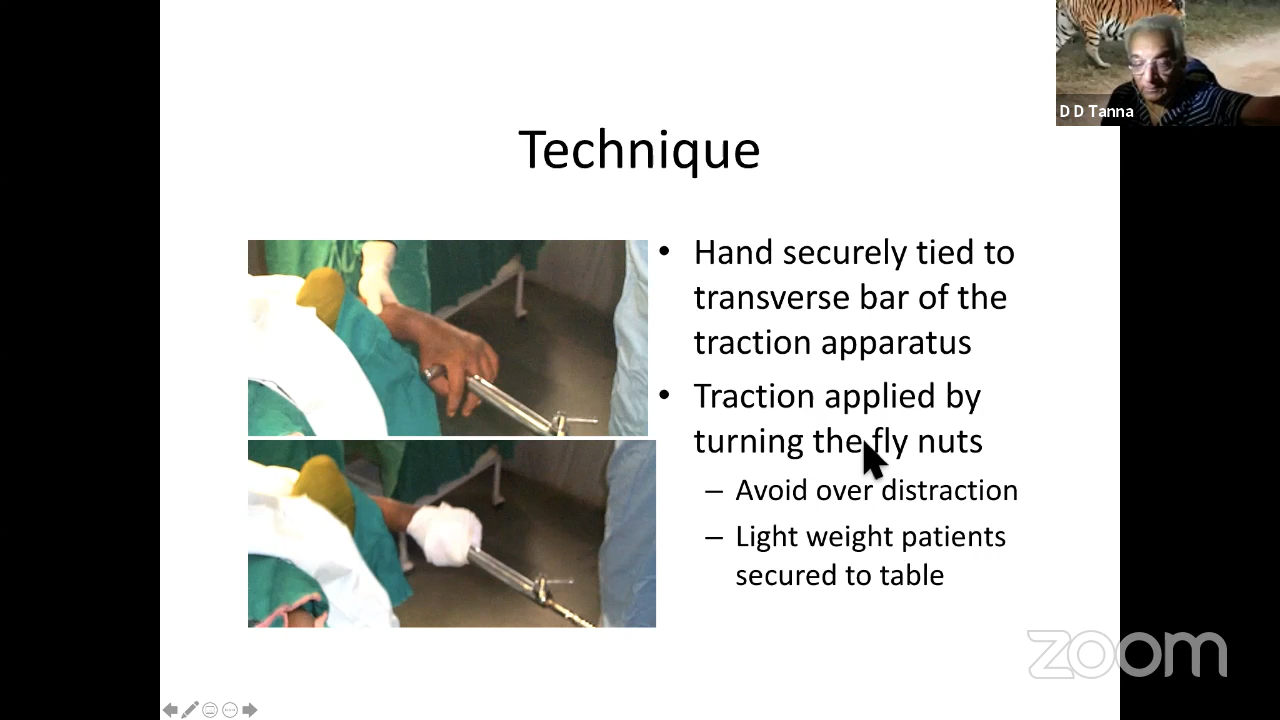 D D Tanna
Technique
• Hand securely tied to
transverse bar of the
traction apparatus
• Traction applied by
turning the fly nuts
– Avoid over distraction
– Light weight patients
secured to table
zoom